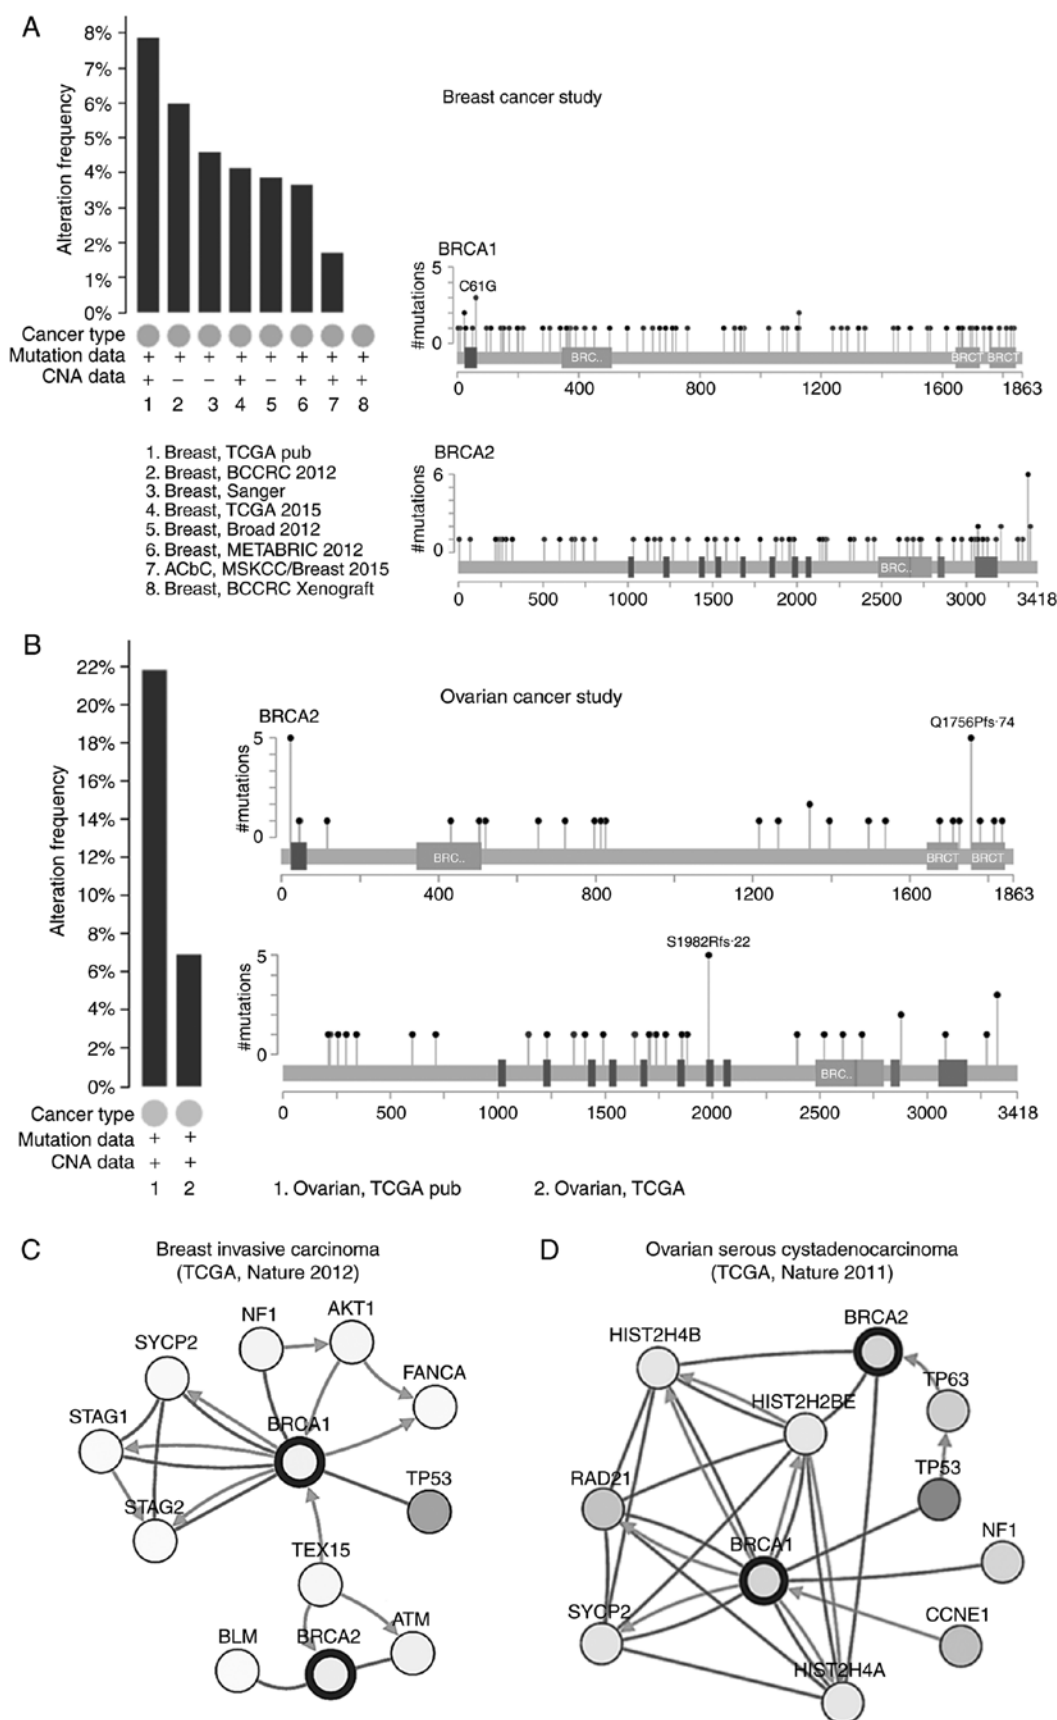 A
Breast cancer study
Alteration frequency
8%
7%
6%
5%
4%
3%
2%
1%
0%
Cancer type
Mutation data + + + + + + + +
CNA data + − − + − + + +
1 2 3 4 5 6 7 8
1. Breast, TCGA pub
2. Breast, BCCRC 2012
3. Breast, Sanger
4. Breast, TCGA 2015
5. Breast, Broad 2012
6. Breast, METABRIC 2012
7. ACbC, MSKCC/Breast 2015
8. Breast, BCCRC Xenograft
BRCA1
#mutations
5
0
C61G
BRC.. BRCT BRCT
0 400 800 1200 1600 1863
BRCA2
#mutations
6
0
BRC..
0 500 1000 1500 2000 2500 3000 3418
B
Ovarian cancer study
Alteration frequency
22%
20%
18%
16%
14%
12%
10%
8%
6%
4%
2%
0%
Cancer type
Mutation data + +
CNA data + +
1 2
BRCA2
#mutations
5
0
Q1756Pfs·74
BRC.. BRCT BRCT
0 400 800 1200 1600 1863
#mutations
5
0
S1982Rfs·22
BRC..
0 500 1000 1500 2000 2500 3000 3418
1. Ovarian, TCGA pub 2. Ovarian, TCGA
C
Breast invasive carcinoma
(TCGA, Nature 2012)
NF1
AKT1
SYCP2
FANCA
STAG1
BRCA1
TP53
STAG2
TEX15
BLM
BRCA2
ATM
D
Ovarian serous cystadenocarcinoma
(TCGA, Nature 2011)
BRCA2
HIST2H4B
TP63
HIST2H2BE
RAD21
TP53
NF1
BRCA1
SYCP2
CCNE1
HIST2H4A